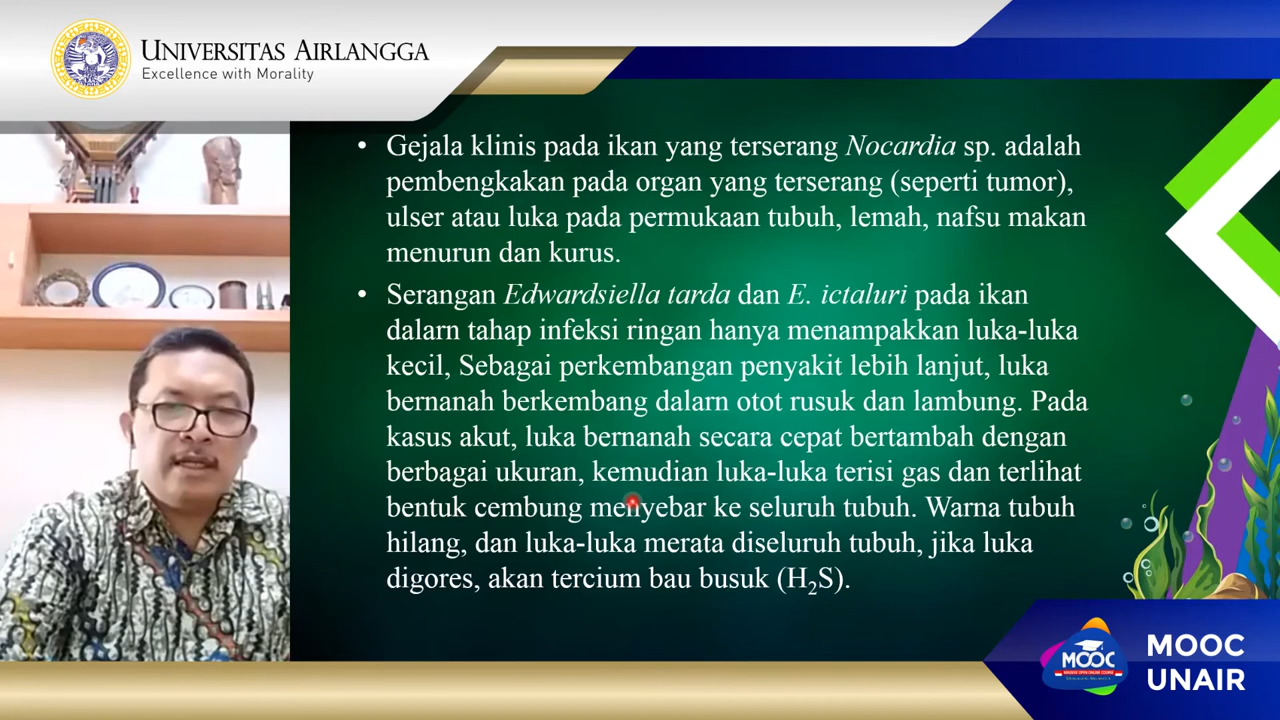 UNIVERSITAS AIRLANGGA
Excellence with Morality
• Gejala klinis pada ikan yang terserang Nocardia sp. adalah
pembengkakan pada organ yang terserang (seperti tumor),
ulser atau luka pada permukaan tubuh, lemah, nafsu makan
menurun dan kurus.
• Serangan Edwardsiella tarda dan E. ictaluri pada ikan
dalarn tahap infeksi ringan hanya menampakkan luka-luka
kecil, Sebagai perkembangan penyakit lebih lanjut, luka
bernanah berkembang dalarn otot rusuk dan lambung. Pada
kasus akut, luka bernanah secara cepat bertambah dengan
berbagai ukuran, kemudian luka-luka terisi gas dan terlihat
bentuk cembung menyebar ke seluruh tubuh. Warna tubuh
hilang, dan luka-luka merata diseluruh tubuh, jika luka
digores, akan tercium bau busuk (H₂S).
MOOC
MOOC
UNAIR